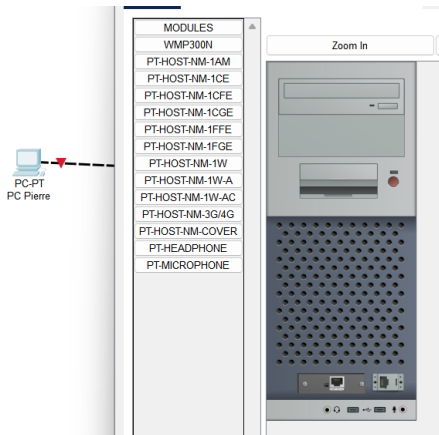 MODULES
WMP300N
PT-HOST-NM-1AM
PT-HOST-NM-1CE
PT-HOST-NM-1CFE
PT-HOST-NM-1CGE
PT-HOST-NM-1FFE
PT-HOST-NM-1FGE
PT-HOST-NM-1W
PT-HOST-NM-1W-A
PT-HOST-NM-1W-AC
PT-HOST-NM-3G/4G
PT-HOST-NM-COVER
PT-HEADPHONE
PT-MICROPHONE
Zoom In
PC-PT
PC Pierre